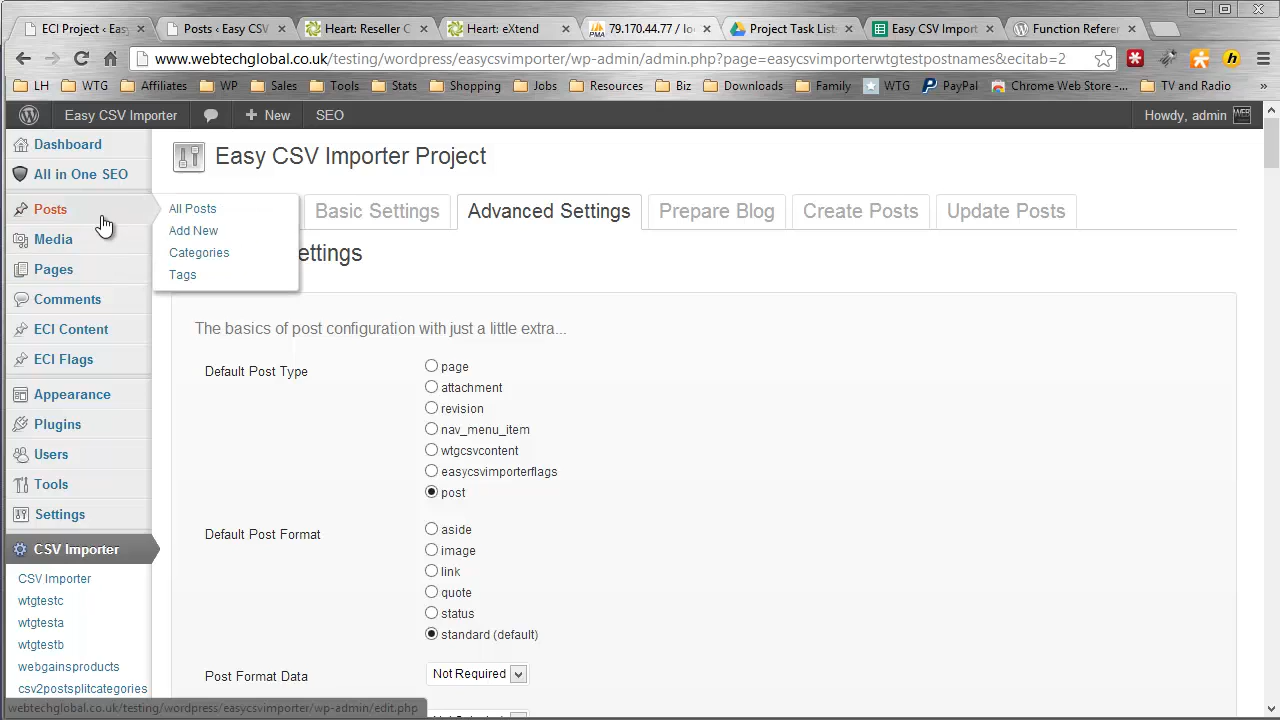 ECI Project ‹ Easy
Posts ‹ Easy CSV
Heart: Reseller C
Heart: eXtend
79.170.44.77 / lo
Project Task List
Easy CSV Import
Function Referen
www.webtechglobal.co.uk/testing/wordpress/easycsvimporter/wp-admin/admin.php?page=easycsvimporterwtgtestpostnames&ecitab=2
LH WTG Affiliates WP Sales Tools Stats Shopping Jobs Resources Biz Downloads Family WTG PayPal Chrome Web Store -... TV and Radio »
Easy CSV Importer + New SEO Howdy, admin
Dashboard
All in One SEO
Posts
Media
Pages
Comments
ECI Content
ECI Flags
Appearance
Plugins
Users
Tools
Settings
CSV Importer
CSV Importer
wtgtestc
wtgtesta
wtgtestb
webgainsproducts
csv2postsplitcategories
All Posts
Add New
Categories
Tags
Easy CSV Importer Project
Basic Settings Advanced Settings Prepare Blog Create Posts Update Posts
ettings
The basics of post configuration with just a little extra...
Default Post Type
page
attachment
revision
nav_menu_item
wtgcsvcontent
easycsvimporterflags
post
Default Post Format
aside
image
link
quote
status
standard (default)
Post Format Data Not Required
webtechglobal.co.uk/testing/wordpress/easycsvimporter/wp-admin/edit.php